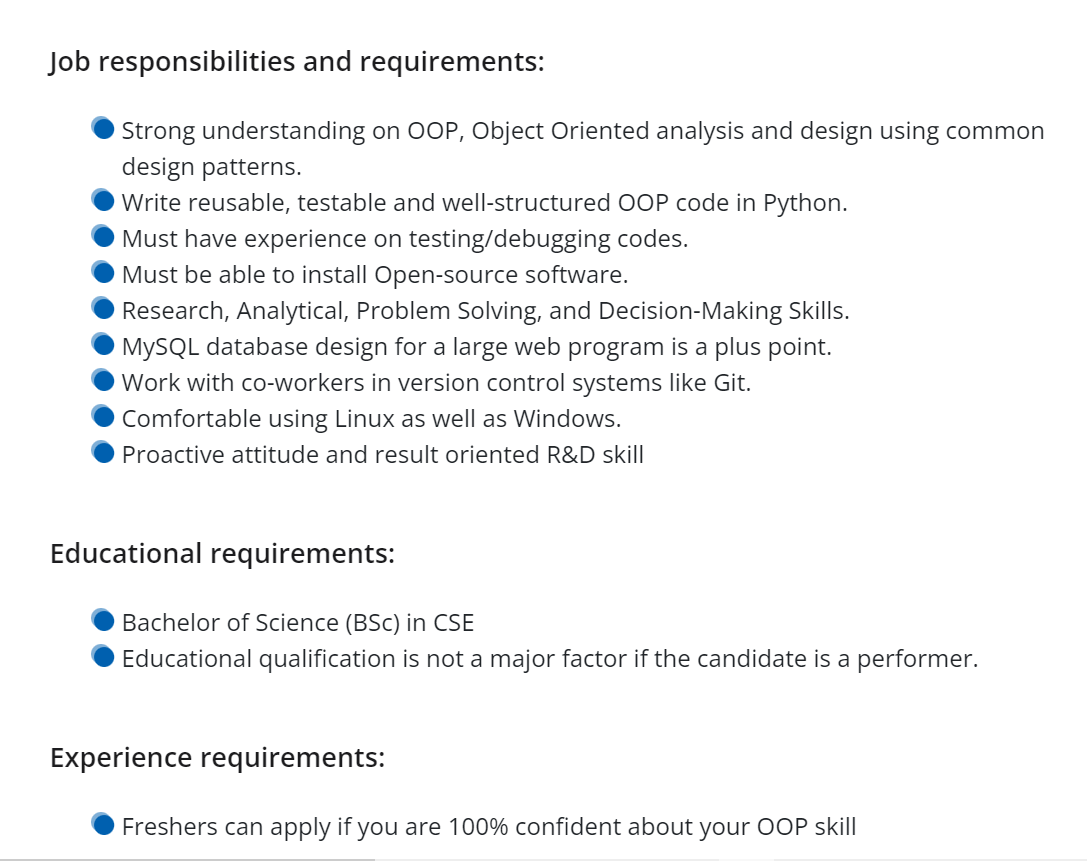 Job responsibilities and requirements:
Strong understanding on OOP, Object Oriented analysis and design using common
design patterns.
Write reusable, testable and well-structured OOP code in Python.
Must have experience on testing/debugging codes.
Must be able to install Open-source software.
Research, Analytical, Problem Solving, and Decision-Making Skills.
MySQL database design for a large web program is a plus point.
Work with co-workers in version control systems like Git.
Comfortable using Linux as well as Windows.
Proactive attitude and result oriented R&D skill
Educational requirements:
Bachelor of Science (BSc) in CSE
Educational qualification is not a major factor if the candidate is a performer.
Experience requirements:
Freshers can apply if you are 100% confident about your OOP skill